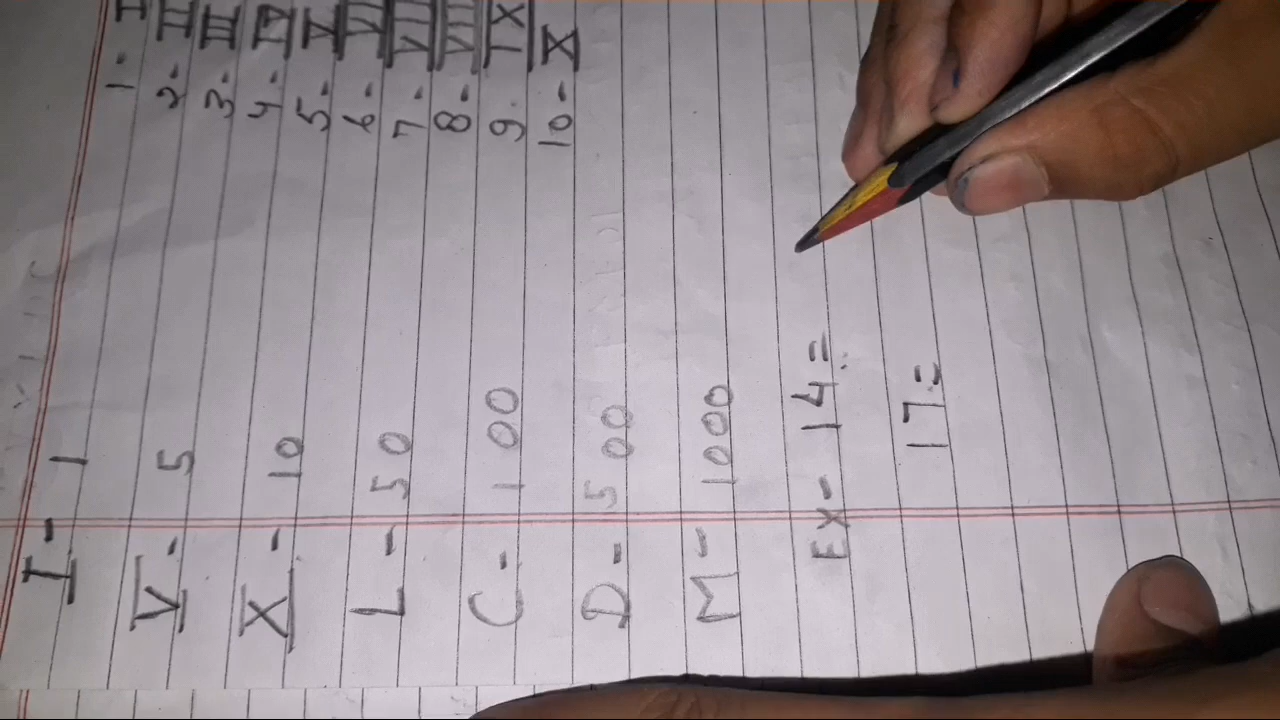 I - 1
V - 5
X - 10
L - 50
C - 100
D - 500
M - 1000
1 - I
2 - II
3 - III
4 - IV
5 - V
6 - VI
7 - VII
8 - VIII
9. IX
10 - X
EX - 14 =
17 =